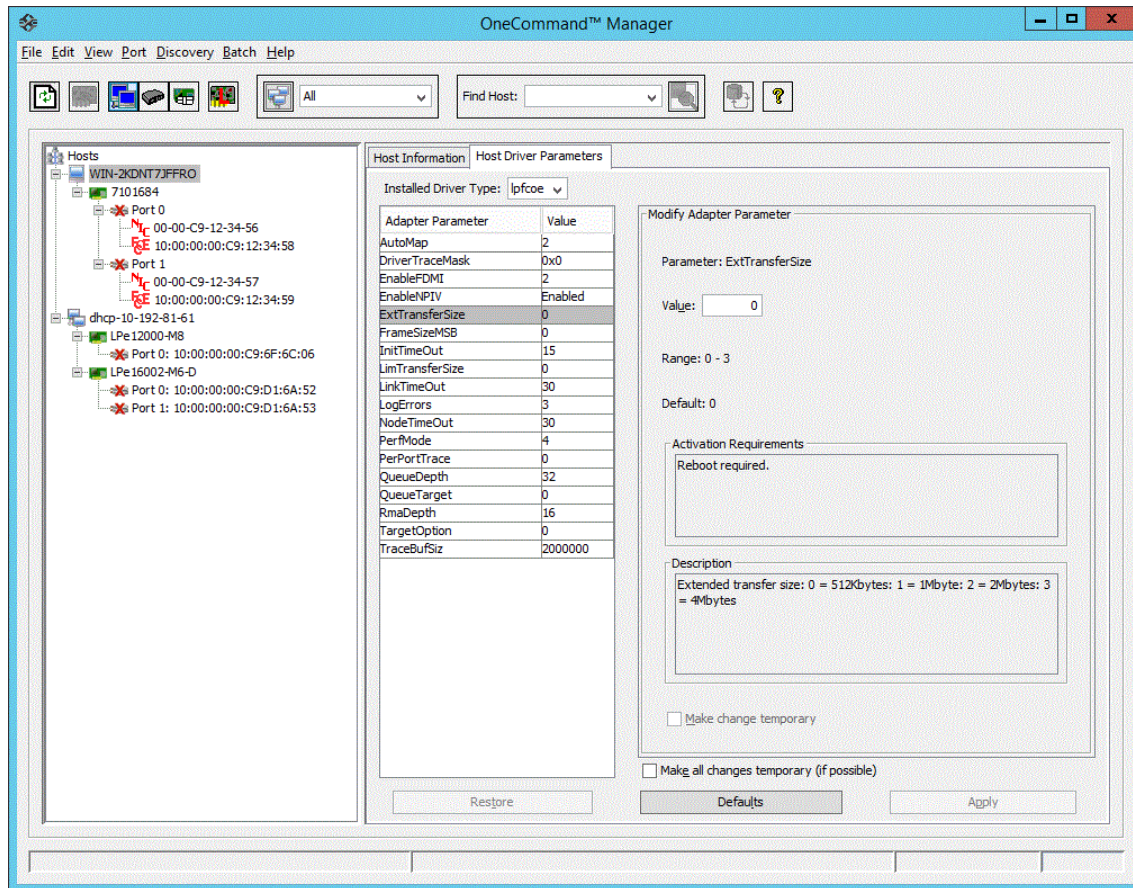 OneCommand™ Manager
File Edit View Port Discovery Batch Help
All
Find Host:
Hosts
WIN-2KDNT7JFFRO
7101684
Port 0
NIC 00-00-C9-12-34-56
FCoE 10:00:00:00:C9:12:34:58
Port 1
NIC 00-00-C9-12-34-57
FCoE 10:00:00:00:C9:12:34:59
dhcp-10-192-81-61
LPe12000-M8
Port 0: 10:00:00:00:C9:6F:6C:06
LPe16002-M6-D
Port 0: 10:00:00:00:C9:D1:6A:52
Port 1: 10:00:00:00:C9:D1:6A:53
Host Information Host Driver Parameters
Installed Driver Type: lpfcoe
Adapter Parameter Value
AutoMap 2
DriverTraceMask 0x0
EnableFDMI 2
EnableNPIV Enabled
ExtTransferSize 0
FrameSizeMSB 0
InitTimeOut 15
LimTransferSize 0
LinkTimeOut 30
LogErrors 3
NodeTimeOut 30
PerfMode 4
PerPortTrace 0
QueueDepth 32
QueueTarget 0
RmaDepth 16
TargetOption 0
TraceBufSiz 2000000
Restore
Modify Adapter Parameter
Parameter: ExtTransferSize
Value: 0
Range: 0 - 3
Default: 0
Activation Requirements
Reboot required.
Description
Extended transfer size: 0 = 512Kbytes: 1 = 1Mbyte: 2 = 2Mbytes: 3
= 4Mbytes
Make change temporary
Make all changes temporary (if possible)
Defaults Apply